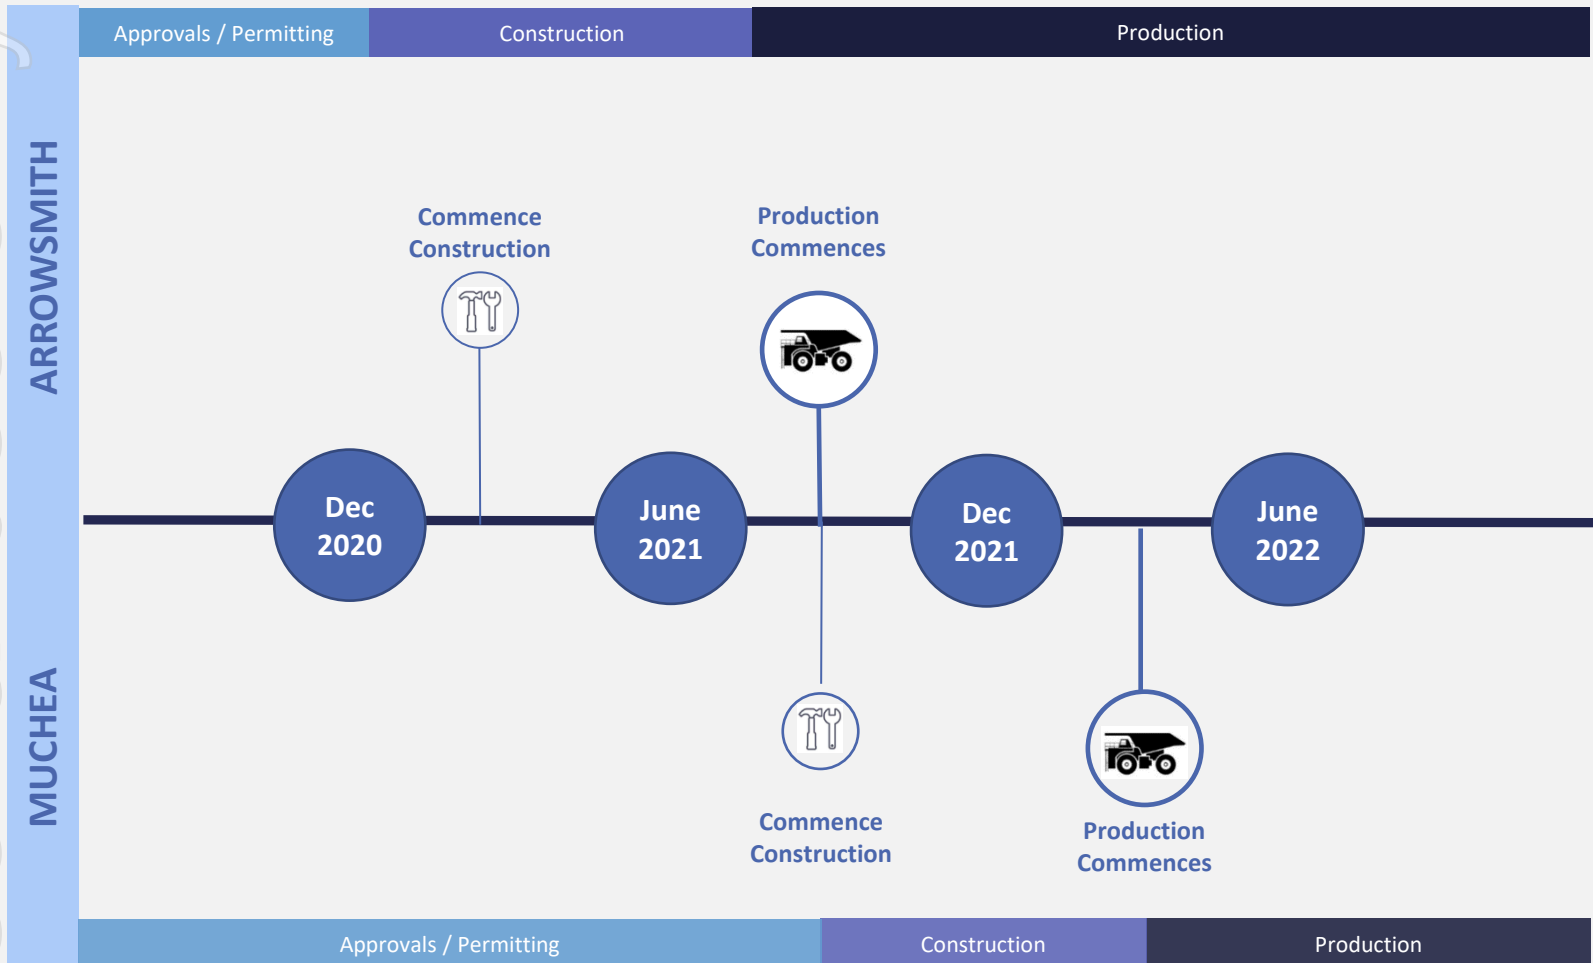 Approvals / Permitting
Construction
Production
ARROWSMITH
Commence
Construction
Production
Commences
Dec
2020
June
2021
Dec
2021
June
2022
MUCHEA
Commence
Construction
Production
Commences
Approvals / Permitting
Construction
Production